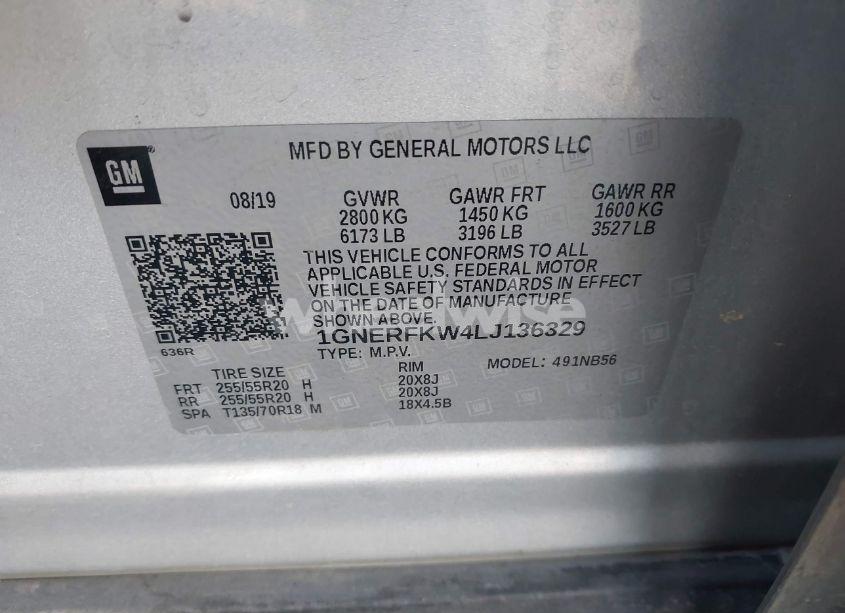 GM
MFD BY GENERAL MOTORS LLC
08/19 GVWR GAWR FRT GAWR RR
2800 KG 1450 KG 1600 KG
6173 LB 3196 LB 3527 LB
THIS VEHICLE CONFORMS TO ALL
APPLICABLE U.S. FEDERAL MOTOR
VEHICLE SAFETY STANDARDS IN EFFECT
ON THE DATE OF MANUFACTURE
SHOWN ABOVE.
1GNERFKW4LJ136329
636R
TYPE: M.P.V. MODEL: 491NB56
TIRE SIZE RIM
FRT 255/55R20 H 20X8J
RR 255/55R20 H 20X8J
SPA T135/70R18 M 18X4.5B